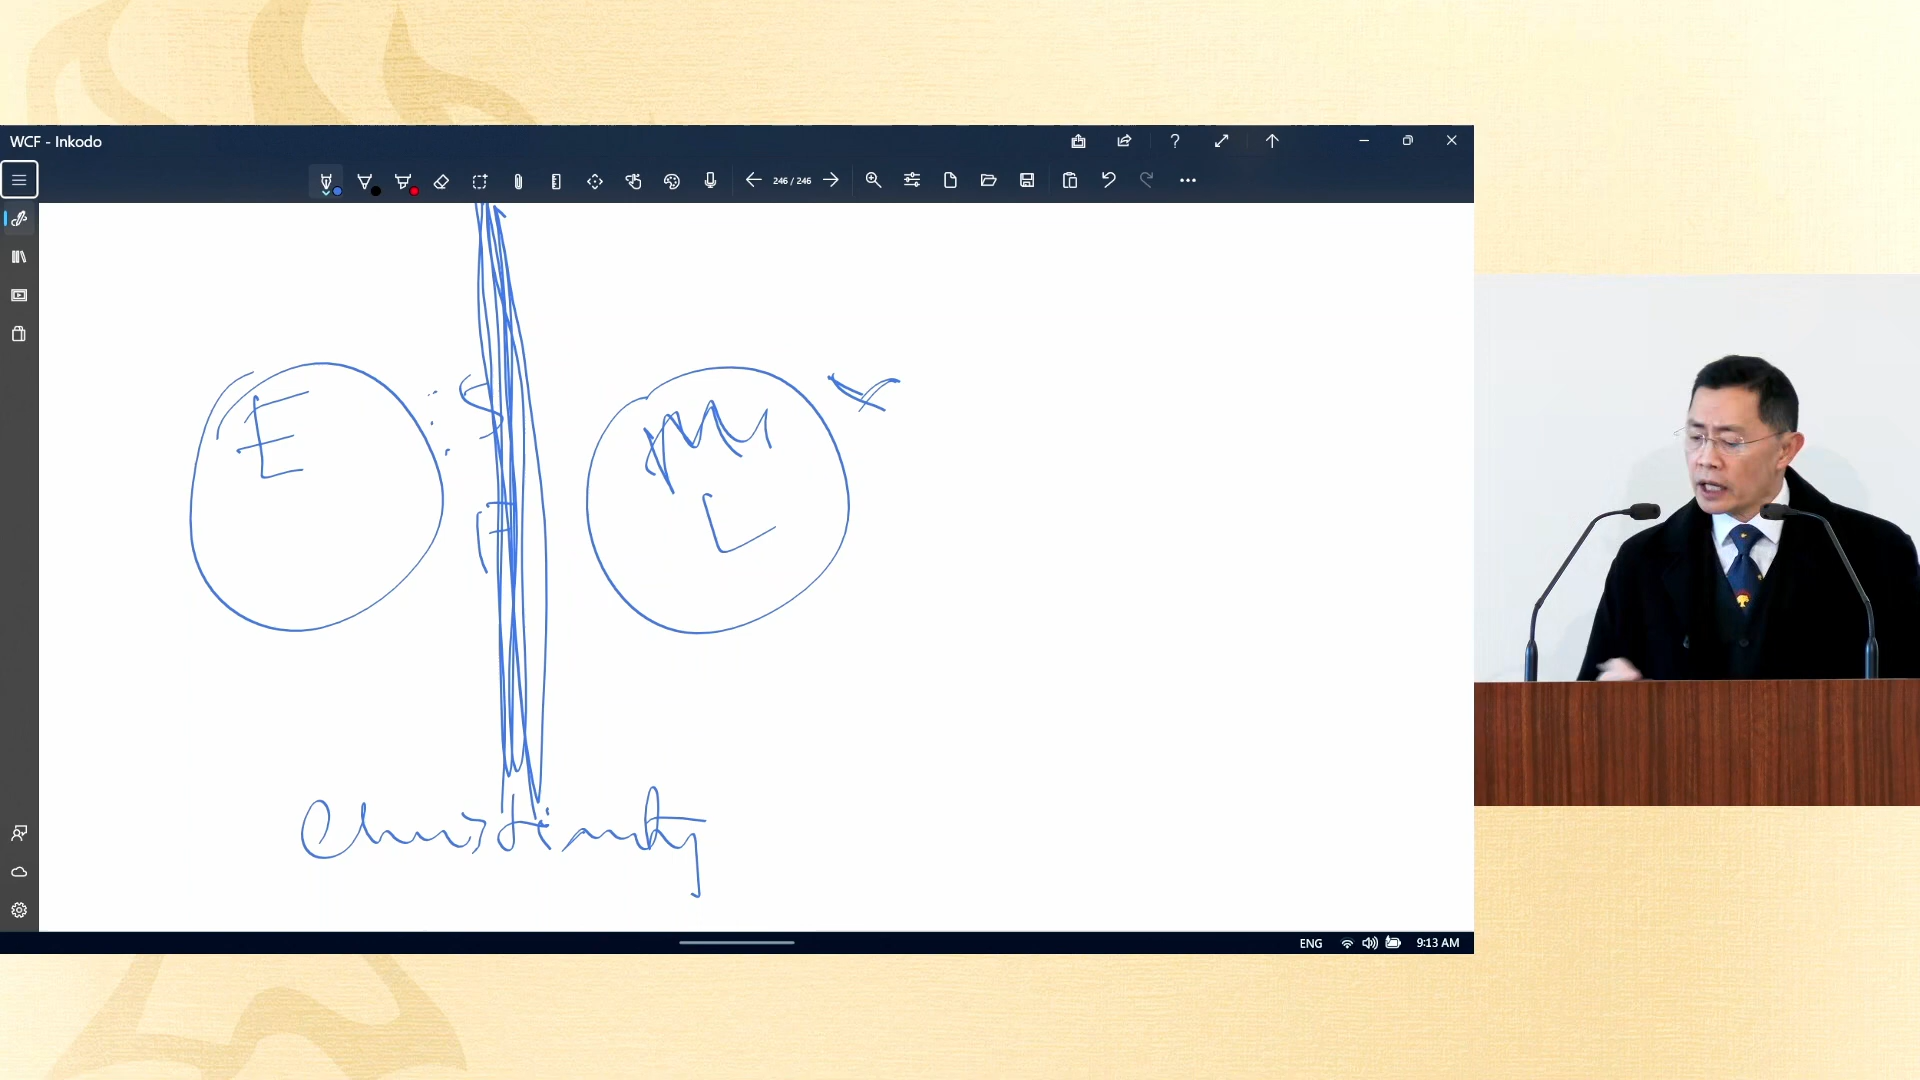 WCF - Inkodo
246 / 246
E
S
F
M
L
Christianity
ENG
9:13 AM